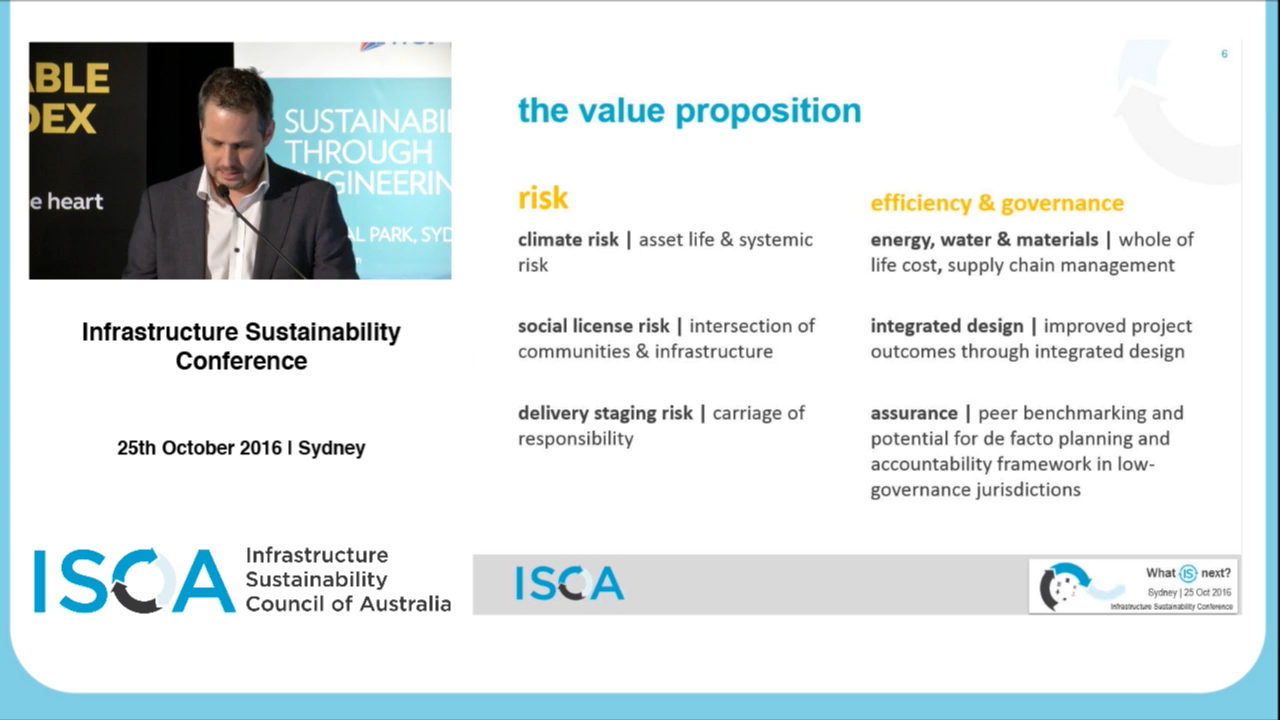 ABLE
DEX
e heart
SUSTAINABI
THROUGH
ENGINEERIN
AL PARK, SYD
Infrastructure Sustainability
Conference
25th October 2016 | Sydney
ISCA
Infrastructure
Sustainability
Council of Australia
6
the value proposition
risk
climate risk | asset life & systemic
risk
social license risk | intersection of
communities & infrastructure
delivery staging risk | carriage of
responsibility
efficiency & governance
energy, water & materials | whole of
life cost, supply chain management
integrated design | improved project
outcomes through integrated design
assurance | peer benchmarking and
potential for de facto planning and
accountability framework in low-
governance jurisdictions
ISCA
What IS next?
Sydney | 25 Oct 2016
Infrastructure Sustainability Conference